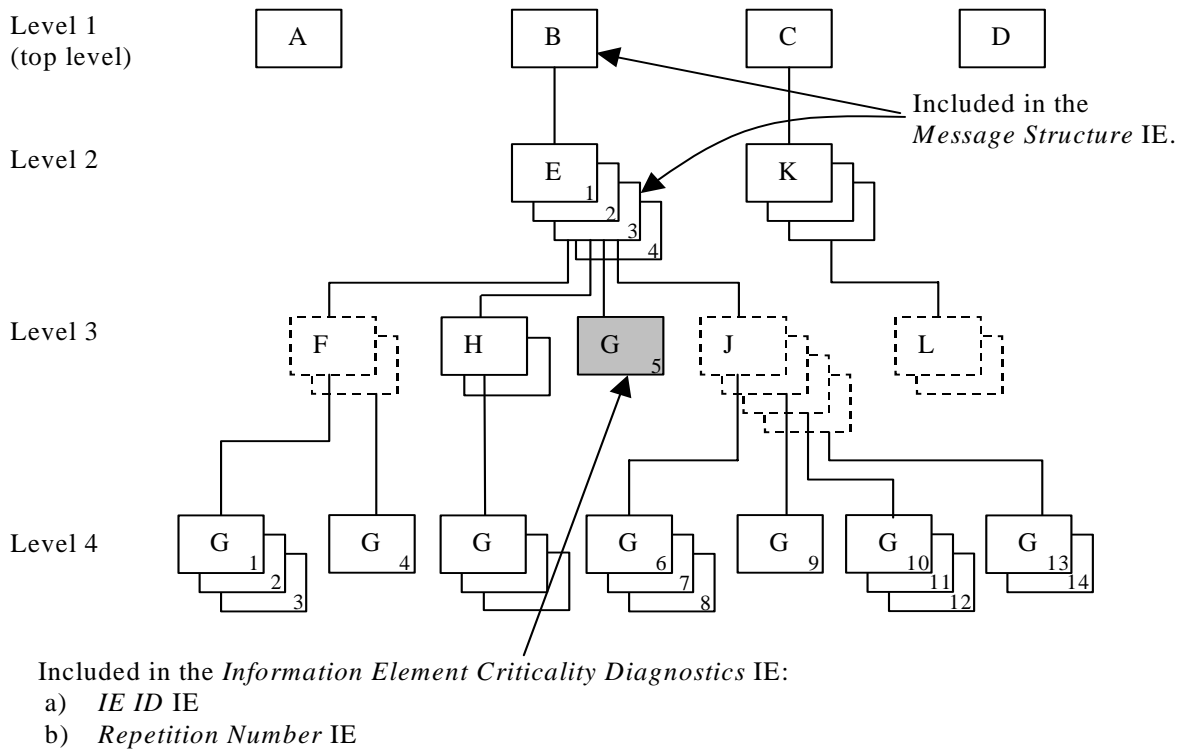 Level 1
(top level)
A
B
C
D
Included in the
Message Structure IE.
Level 2
E
1
2
3
4
K
Level 3
F
H
G
5
J
L
Level 4
G
1
2
3
G
4
G
G
6
7
8
G
9
G
10
11
12
G
13
14
Included in the Information Element Criticality Diagnostics IE:
a) IE ID IE
b) Repetition Number IE